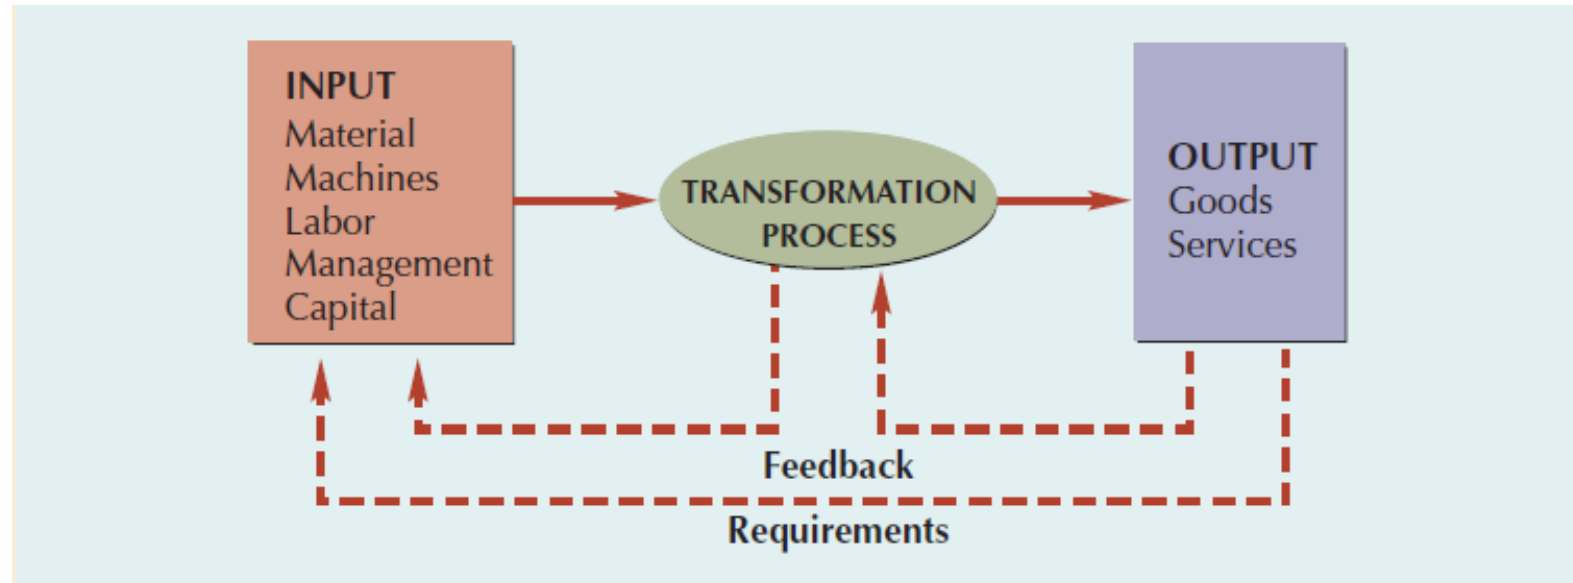 INPUT
Material
Machines
Labor
Management
Capital
TRANSFORMATION
PROCESS
OUTPUT
Goods
Services
Feedback
Requirements